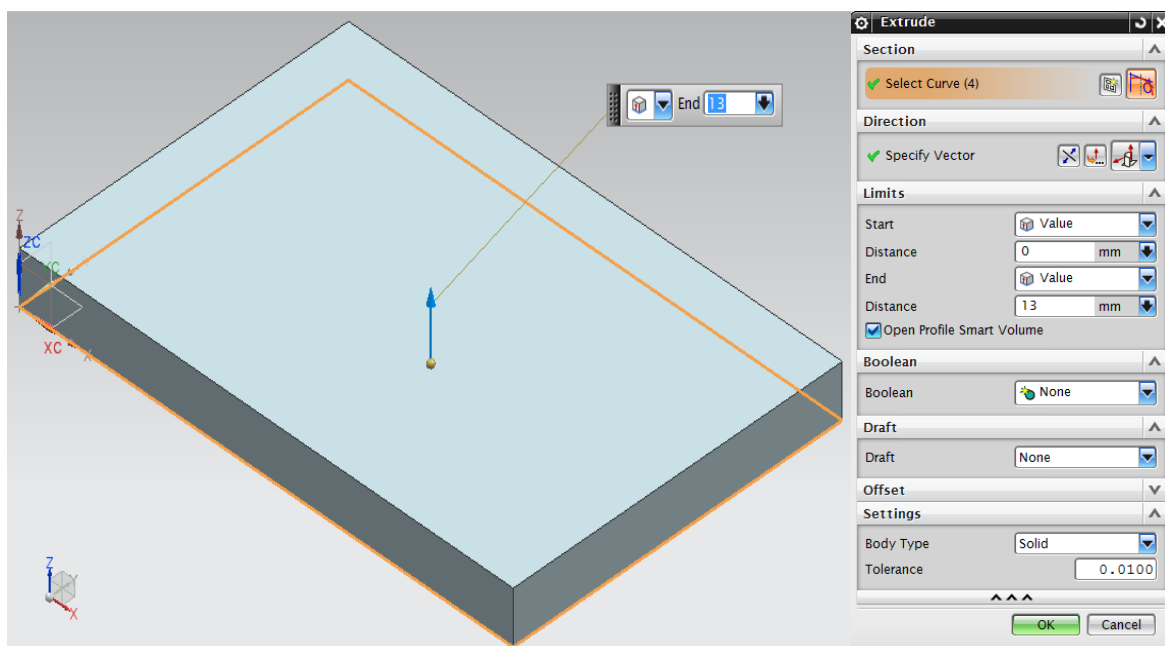 Extrude
Section
Select Curve (4)
End 13
Direction
Specify Vector
Limits
Start Value
Distance 0 mm
End Value
Distance 13 mm
Open Profile Smart Volume
Boolean
Boolean None
Draft
Draft None
Offset
Settings
Body Type Solid
Tolerance 0.0100
OK Cancel
Z
ZC
YC
XC X
Z
Y
X